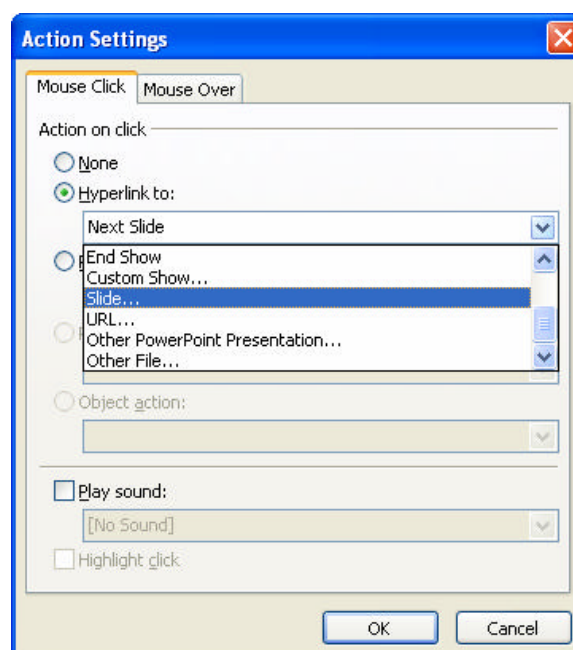 Action Settings
Mouse Click Mouse Over
Action on click
None
Hyperlink to:
Next Slide
End Show
Custom Show...
Slide...
URL...
Other PowerPoint Presentation...
Other File...
Object action:
Play sound:
[No Sound]
Highlight click
OK Cancel